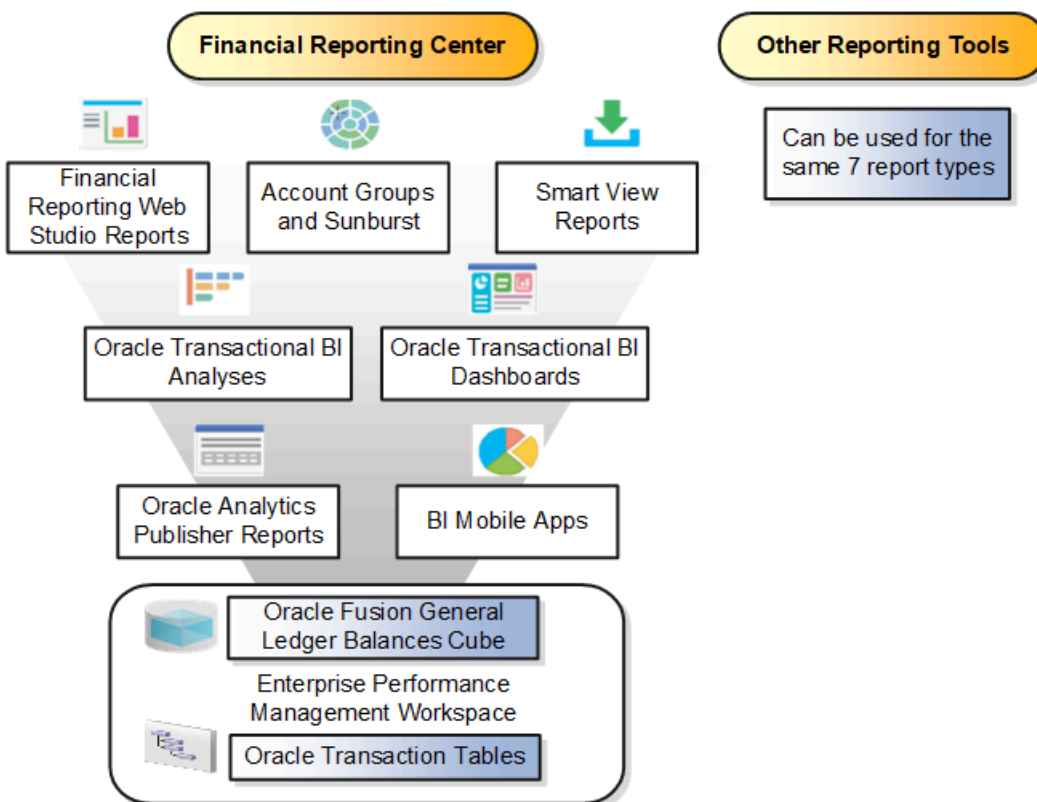 Financial Reporting Center
Other Reporting Tools
Can be used for the
same 7 report types
Financial
Reporting Web
Studio Reports
Account Groups
and Sunburst
Smart View
Reports
Oracle Transactional BI
Analyses
Oracle Transactional BI
Dashboards
Oracle Analytics
Publisher Reports
BI Mobile Apps
Oracle Fusion General
Ledger Balances Cube
Enterprise Performance
Management Workspace
Oracle Transaction Tables